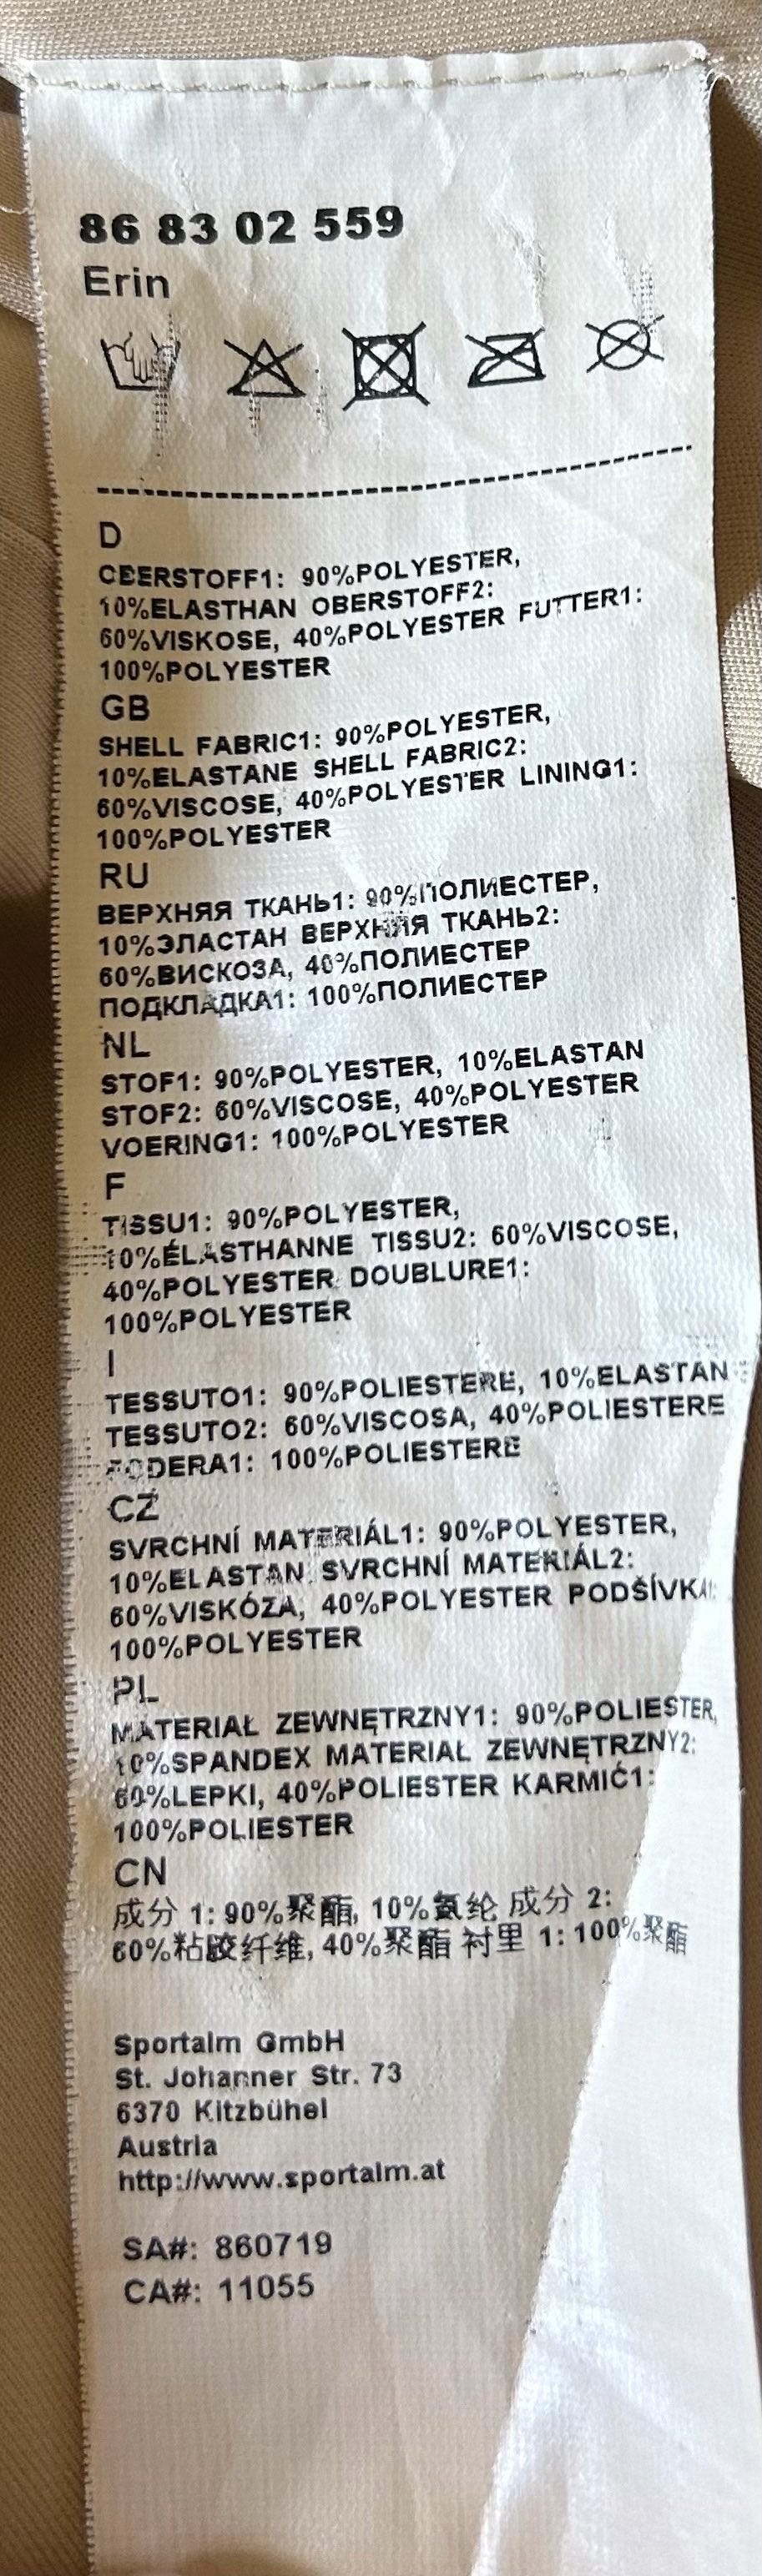 86 83 02 559
Erin
D
OBERSTOFF1: 90%POLYESTER,
10%ELASTHAN OBERSTOFF2:
60%VISKOSE, 40%POLYESTER FUTTER1:
100%POLYESTER
GB
SHELL FABRIC1: 90%POLYESTER,
10%ELASTANE SHELL FABRIC2:
60%VISCOSE, 40%POLYESTER LINING1:
100%POLYESTER
RU
ВЕРХНЯЯ ТКАНЬ1: 90%ПОЛИЕСТЕР,
10%ЭЛАСТАН ВЕРХНЯЯ ТКАНЬ2:
60%ВИСКОЗА, 40%ПОЛИЕСТЕР
ПОДКЛАДКА1: 100%ПОЛИЕСТЕР
NL
STOF1: 90%POLYESTER, 10%ELASTAN
STOF2: 60%VISCOSE, 40%POLYESTER
VOERING1: 100%POLYESTER
F
TISSU1: 90%POLYESTER,
10%ÉLASTHANNE TISSU2: 60%VISCOSE,
40%POLYESTER DOUBLURE1:
100%POLYESTER
I
TESSUTO1: 90%POLIESTERE, 10%ELASTAN
TESSUTO2: 60%VISCOSA, 40%POLIESTERE
FODERA1: 100%POLIESTERE
CZ
SVRCHNÍ MATERIÁL1: 90%POLYESTER,
10%ELASTAN SVRCHNÍ MATERIÁL2:
60%VISKÓZA, 40%POLYESTER PODŠÍVKA1:
100%POLYESTER
PL
MATERIAŁ ZEWNĘTRZNY1: 90%POLIESTER,
10%SPANDEX MATERIAŁ ZEWNĘTRZNY2:
60%LEPKI, 40%POLIESTER KARMIĆ1:
100%POLIESTER
CN
成分 1: 90%聚酯, 10%氨纶 成分 2:
60%粘胶纤维, 40%聚酯 衬里 1: 100%聚酯
Sportalm GmbH
St. Johanner Str. 73
6370 Kitzbühel
Austria
http://www.sportalm.at
SA#: 860719
CA#: 11055